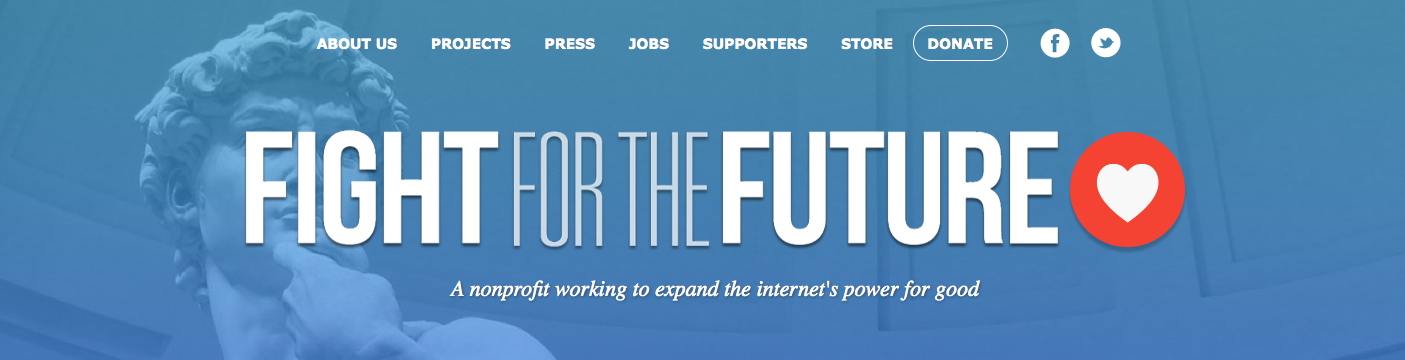 ABOUT US PROJECTS PRESS JOBS SUPPORTERS STORE DONATE
FIGHT FOR THE FUTURE
A nonprofit working to expand the internet's power for good